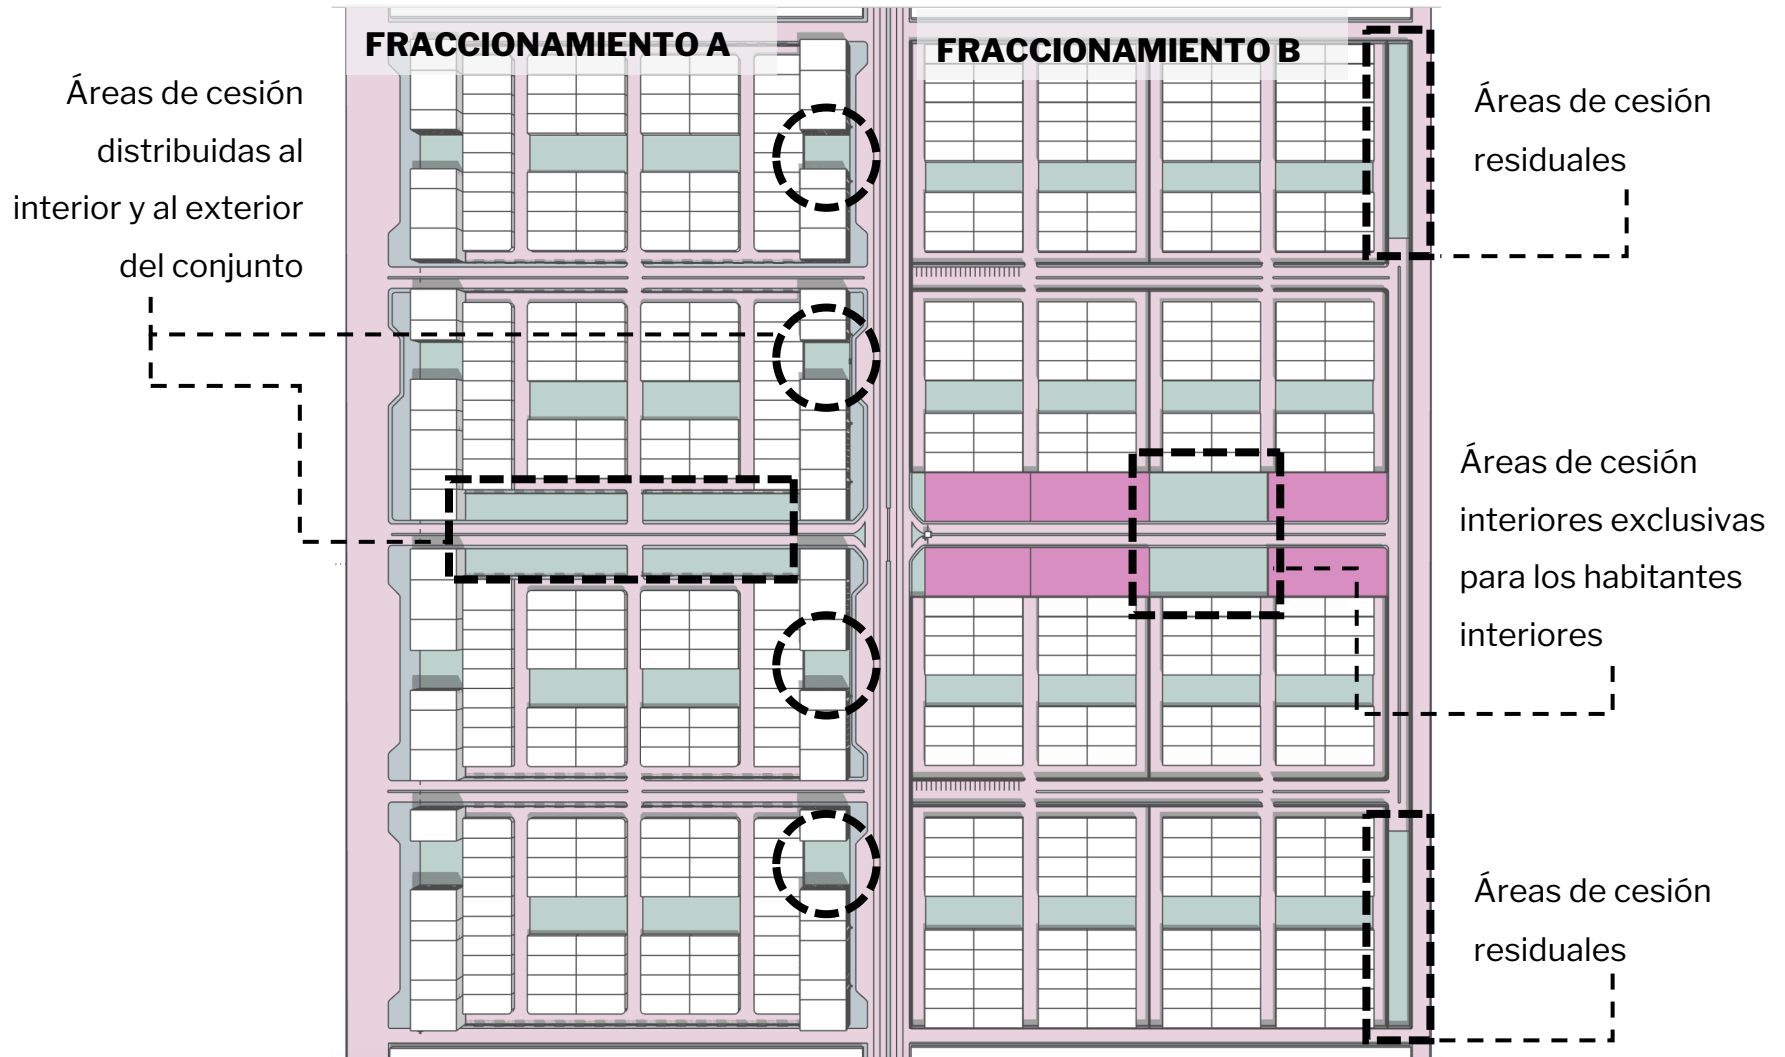 FRACCIONAMIENTO A
FRACCIONAMIENTO B
Áreas de cesión
distribuidas al
interior y al exterior
del conjunto
Áreas de cesión
residuales
Áreas de cesión
interiores exclusivas
para los habitantes
interiores
Áreas de cesión
residuales